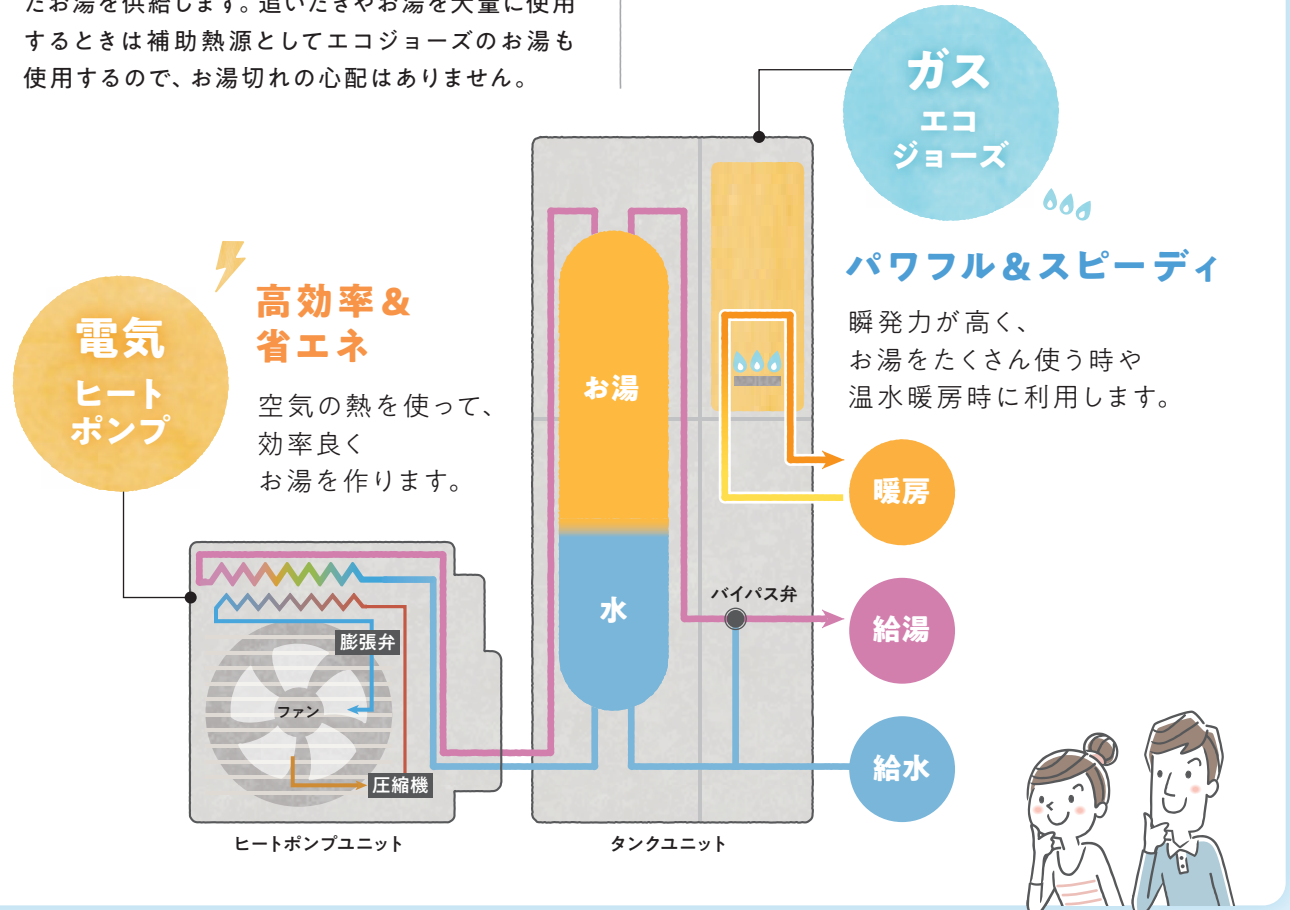 たお湯を供給します。追いだきやお湯を大量に使用
するときは補助熱源としてエコジョーズのお湯も
使用するので、お湯切れの心配はありません。
ガス
エコ
ジョーズ
パワフル＆スピーディ
瞬発力が高く、
お湯をたくさん使う時や
温水暖房時に利用します。
電気
ヒート
ポンプ
高効率＆
省エネ
空気の熱を使って、
効率良く
お湯を作ります。
お湯
水
バイパス弁
暖房
給湯
給水
膨張弁
ファン
圧縮機
ヒートポンプユニット
タンクユニット